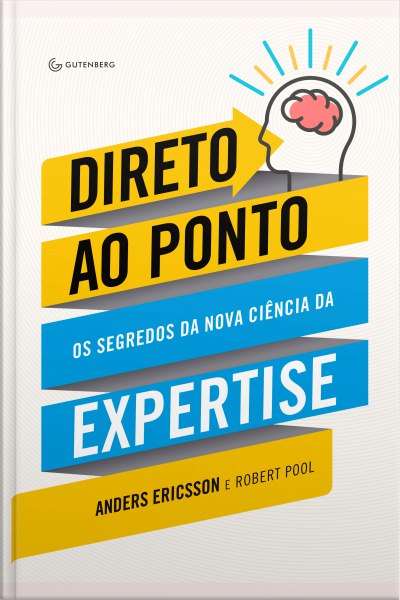 GUTENBERG
DIRETO
AO PONTO
OS SEGREDOS DA NOVA CIÊNCIA DA
EXPERTISE
ANDERS ERICSSON E ROBERT POOL